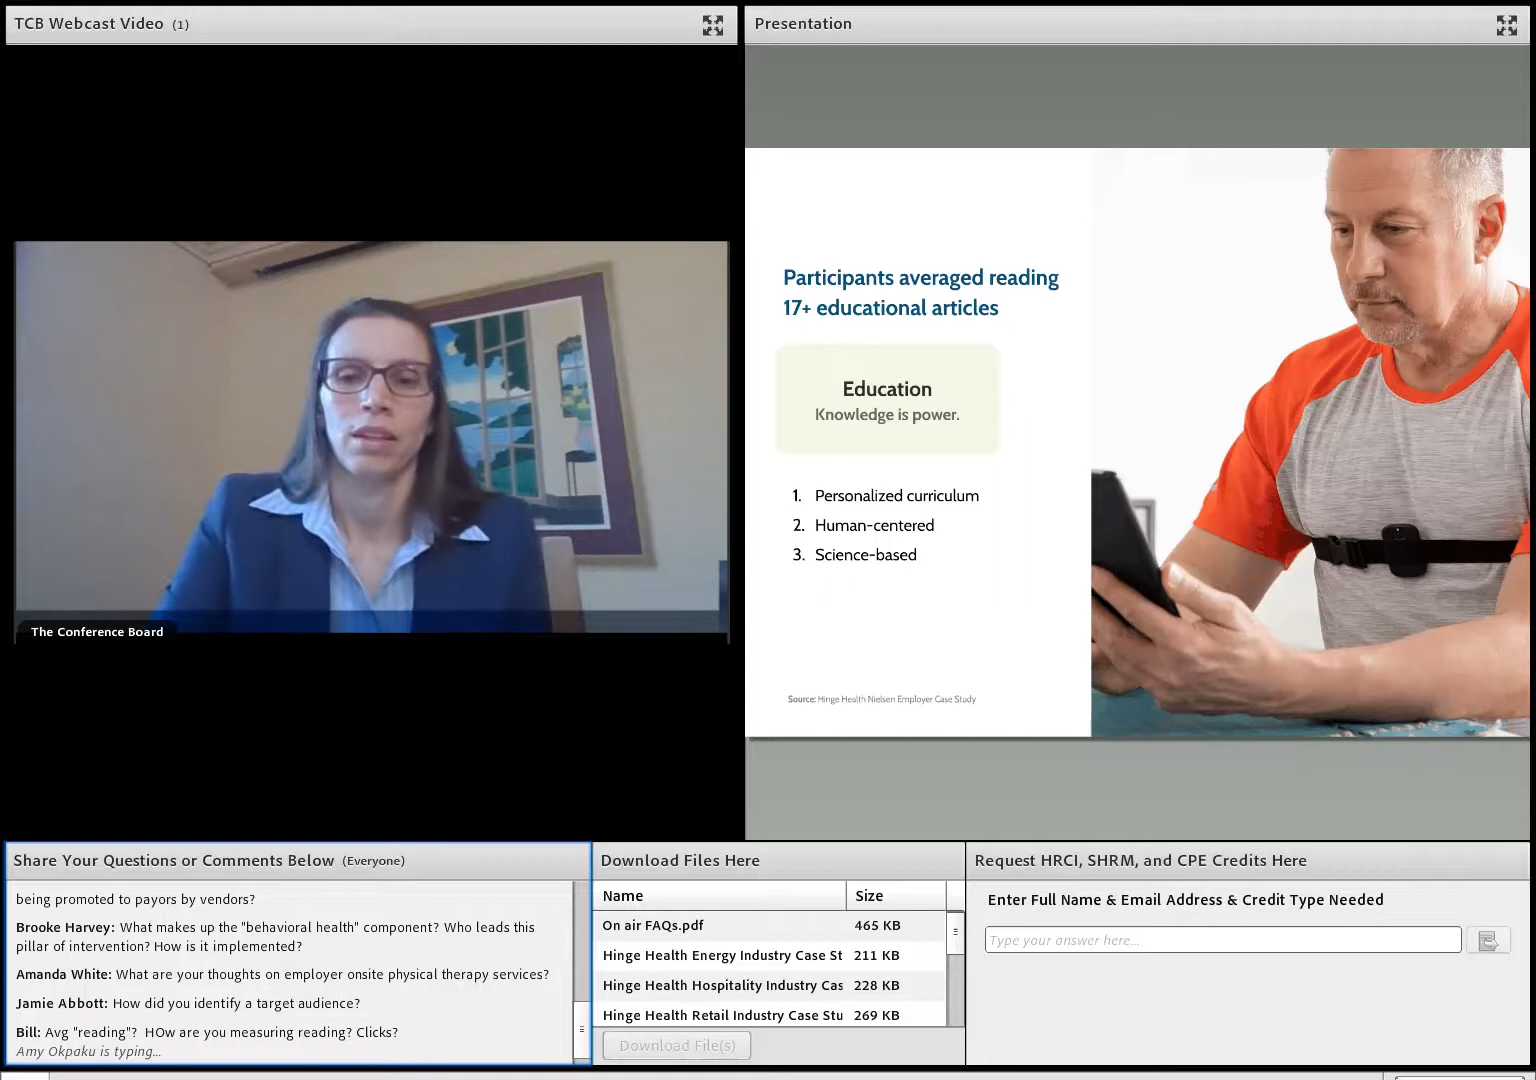 TCB Webcast Video (1)
Presentation
The Conference Board
Participants averaged reading
17+ educational articles
Education
Knowledge is power.
1. Personalized curriculum
2. Human-centered
3. Science-based
Source: Hinge Health Nielsen Employer Case Study
Share Your Questions or Comments Below (Everyone)
being promoted to payors by vendors?
Brooke Harvey: What makes up the "behavioral health" component? Who leads this
pillar of intervention? How is it implemented?
Amanda White: What are your thoughts on employer onsite physical therapy services?
Jamie Abbott: How did you identify a target audience?
Bill: Avg "reading"? HOw are you measuring reading? Clicks?
Amy Okpaku is typing...
Download Files Here
Name Size
On air FAQs.pdf 465 KB
Hinge Health Energy Industry Case St 211 KB
Hinge Health Hospitality Industry Cas 228 KB
Hinge Health Retail Industry Case Stu 269 KB
Download File(s)
Request HRCI, SHRM, and CPE Credits Here
Enter Full Name & Email Address & Credit Type Needed
Type your answer here...